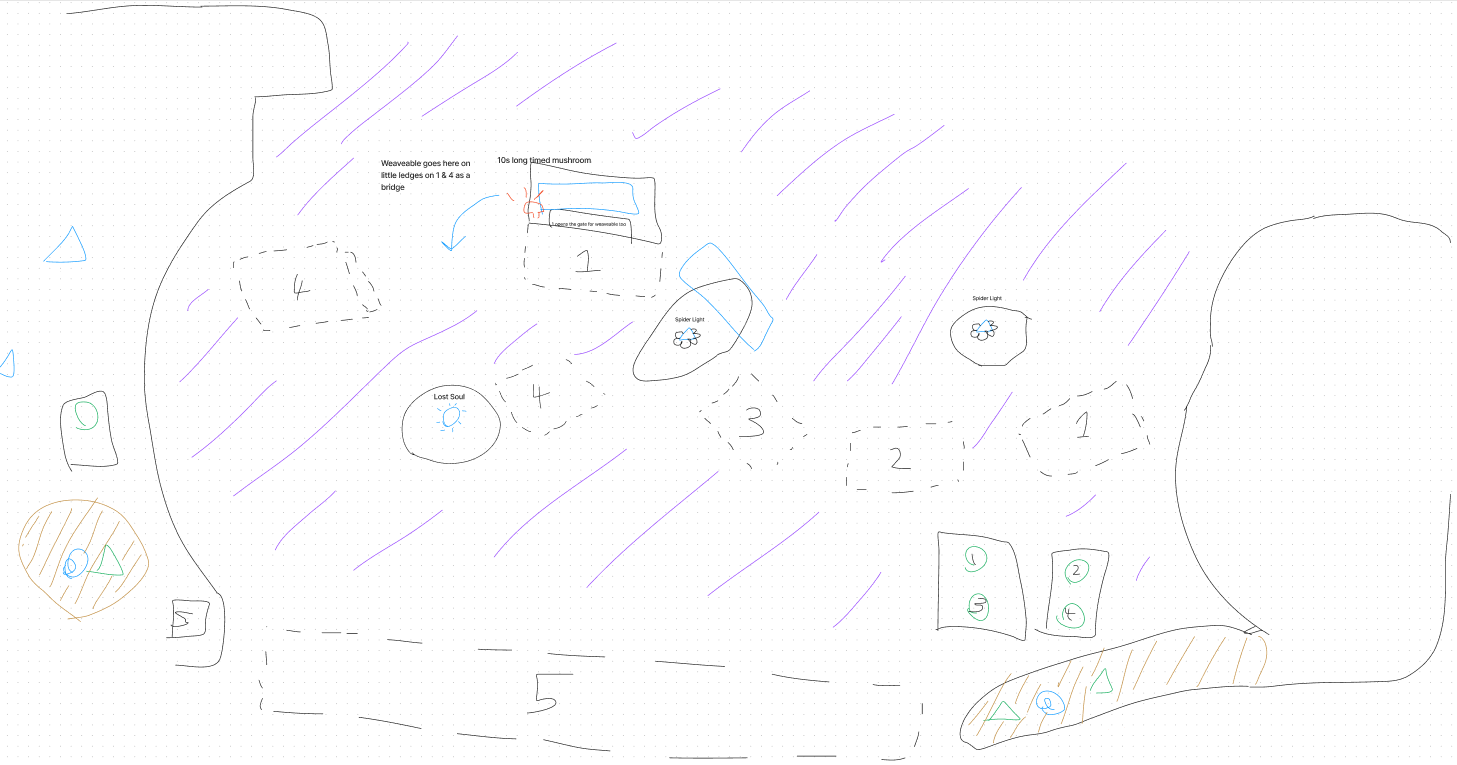 Weaveable goes here on
little ledges on 1 & 4 as a
bridge
10s long timed mushroom
Lopens the gate for weaveable too
1
4
Spider Light
Spider Light
Lost Soul
4
3
2
1
1
2
3
4
5
5